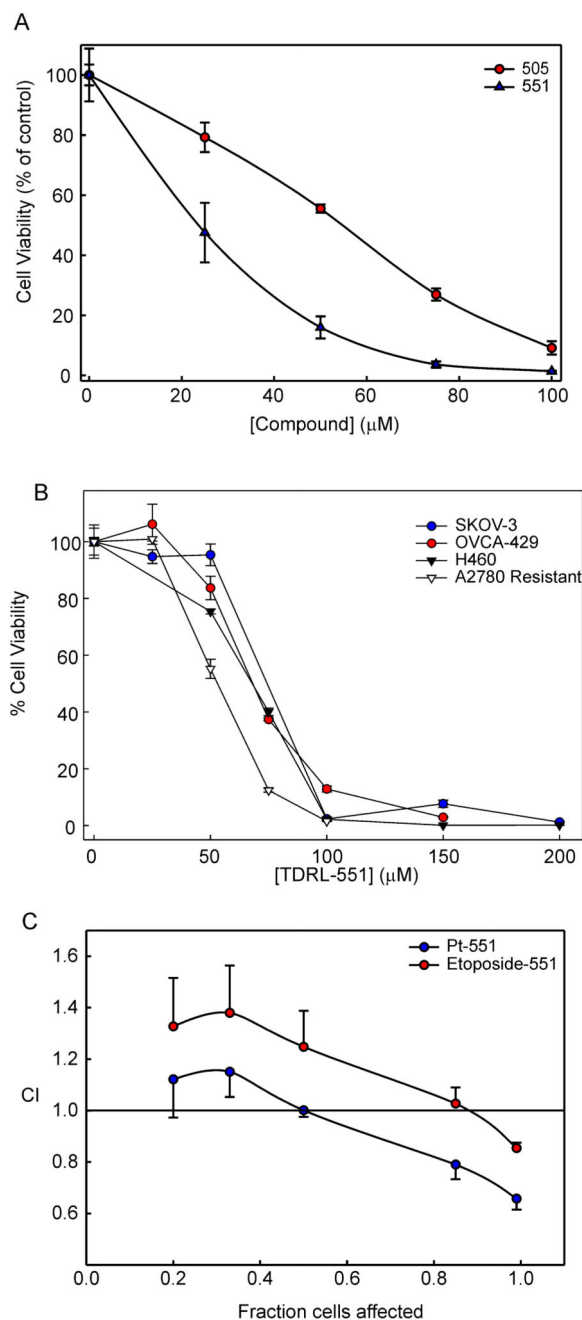 A
505
551
100
80
60
40
20
0
Cell Viability (% of control)
0 20 40 60 80 100
[Compound] (μM)
B
SKOV-3
OVCA-429
H460
A2780 Resistant
100
80
60
40
20
0
% Cell Viability
0 50 100 150 200
[TDRL-551] (μM)
C
Pt-551
Etoposide-551
1.6
1.4
1.2
1.0
0.8
0.6
CI
0.0 0.2 0.4 0.6 0.8 1.0
Fraction cells affected